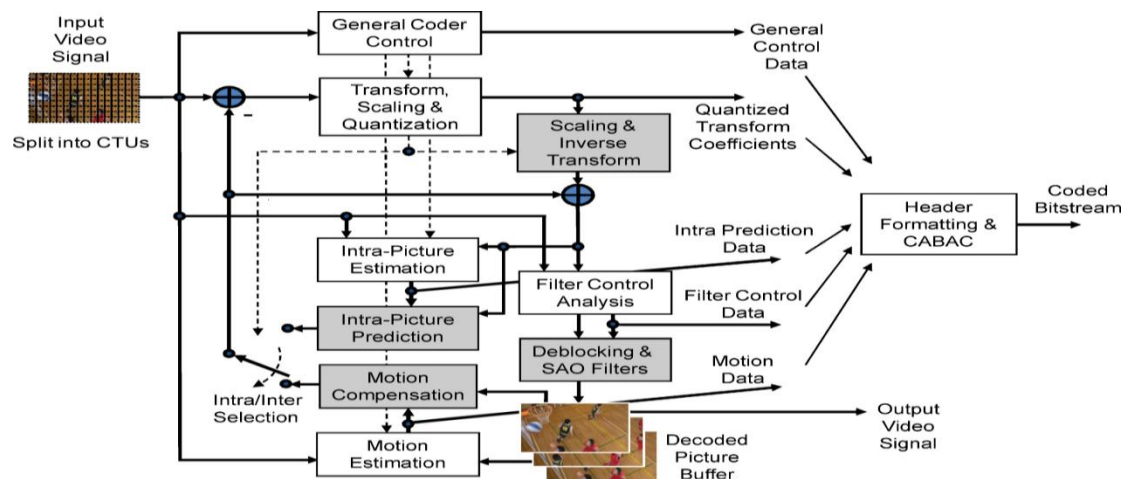 Input
Video
Signal
Split into CTUs
General Coder
Control
Transform,
Scaling &
Quantization
–
Scaling &
Inverse
Transform
General
Control
Data
Quantized
Transform
Coefficients
Intra-Picture
Estimation
Intra-Picture
Prediction
Filter Control
Analysis
Deblocking &
SAO Filters
Motion
Compensation
Motion
Estimation
Intra/Inter
Selection
Intra Prediction
Data
Filter Control
Data
Motion
Data
Header
Formatting &
CABAC
Coded
Bitstream
Output
Video
Signal
Decoded
Picture
Buffer